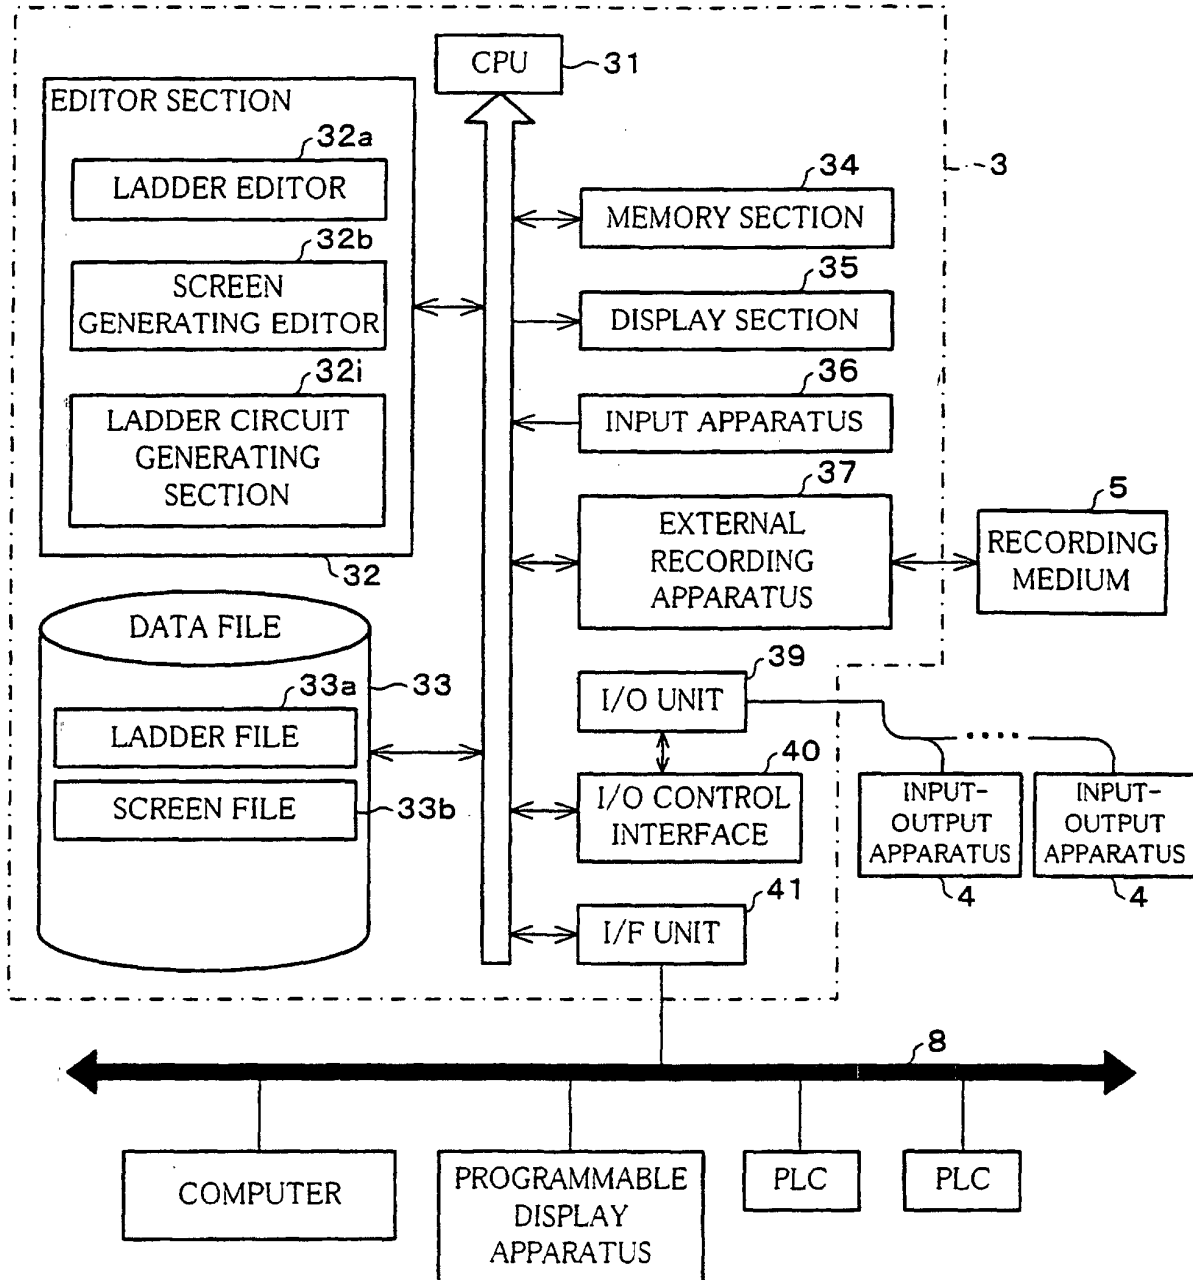 CPU
31
EDITOR SECTION
32a
LADDER EDITOR
32b
SCREEN
GENERATING EDITOR
32i
LADDER CIRCUIT
GENERATING
SECTION
32
3
34
MEMORY SECTION
35
DISPLAY SECTION
36
INPUT APPARATUS
37
EXTERNAL
RECORDING
APPARATUS
5
RECORDING
MEDIUM
DATA FILE
33
33a
LADDER FILE
SCREEN FILE
33b
39
I/O UNIT
40
I/O CONTROL
INTERFACE
INPUT-
OUTPUT
APPARATUS
4
INPUT-
OUTPUT
APPARATUS
4
41
I/F UNIT
8
COMPUTER
PROGRAMMABLE
DISPLAY
APPARATUS
PLC
PLC